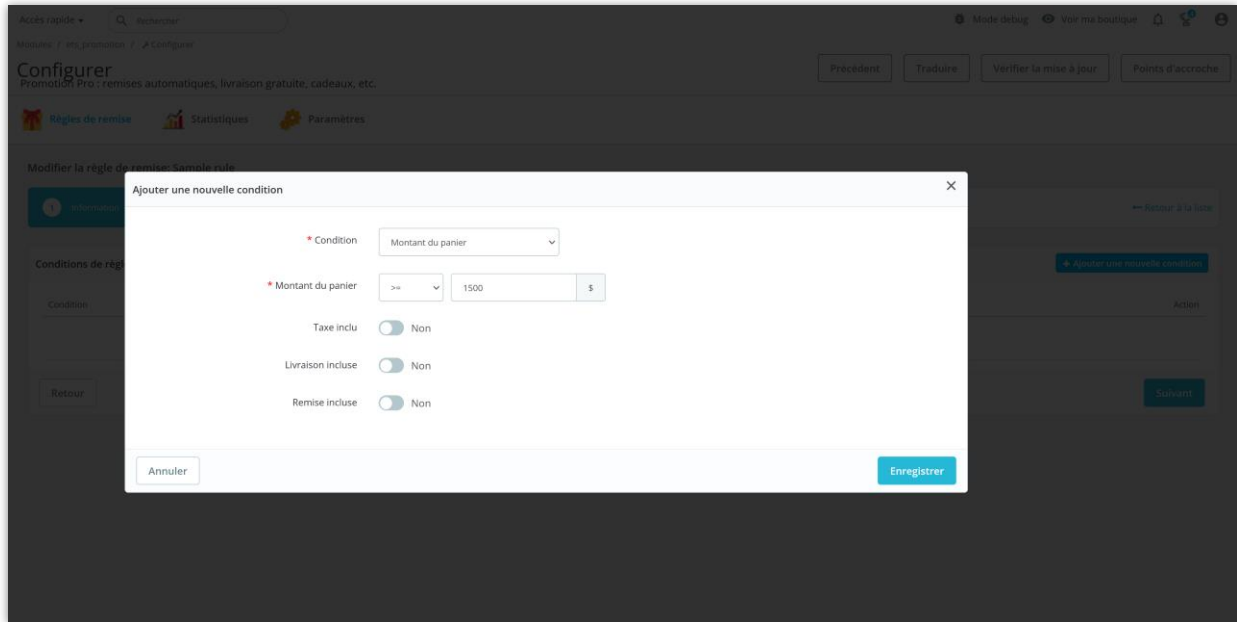 Accès rapide
Rechercher
Mode debug
Voir ma boutique
Modules / ets_promotion / Configurer
Configurer
Promotion Pro : remises automatiques, livraison gratuite, cadeaux, etc.
Précédent
Traduire
Vérifier la mise à jour
Points d'accroche
Règles de remise
Statistiques
Paramètres
Modifier la règle de remise: Sample rule
1 Information
Retour à la liste
Ajouter une nouvelle condition
* Condition
Montant du panier
Conditions de règl
+ Ajouter une nouvelle condition
* Montant du panier
>=
1500
$
Condition
Action
Taxe inclu
Non
Livraison incluse
Non
Retour
Suivant
Remise incluse
Non
Annuler
Enregistrer